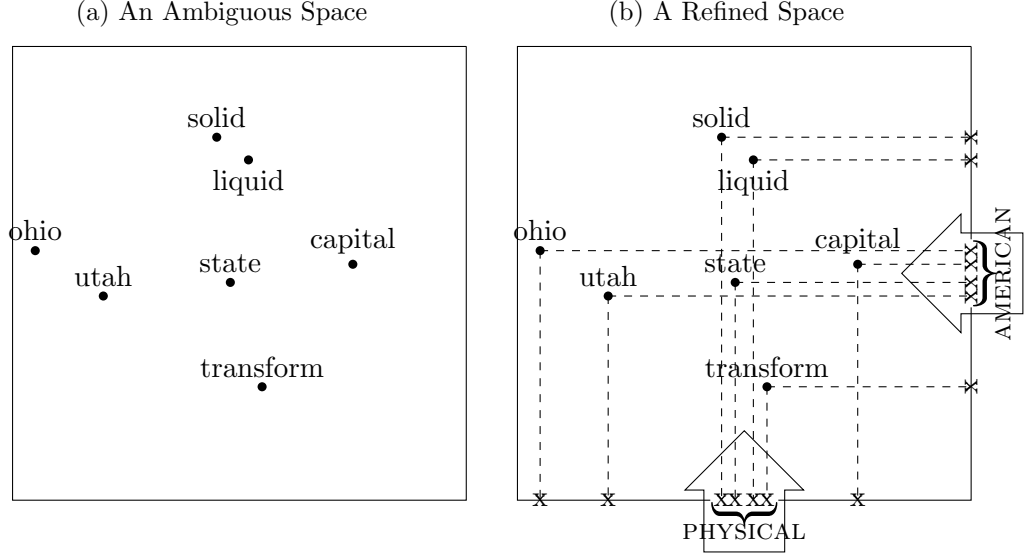 (a) An Ambiguous Space
solid
liquid
ohio
capital
utah
state
transform
(b) A Refined Space
solid
x
x
liquid
ohio
x
capital
x
AMERICAN
utah
state
x
x
transform
x
x
x
x
x
x
x
x
PHYSICAL